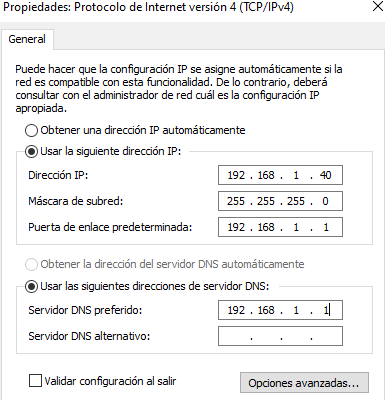 Propiedades: Protocolo de Internet versión 4 (TCP/IPv4)
General
Puede hacer que la configuración IP se asigne automáticamente si la
red es compatible con esta funcionalidad. De lo contrario, deberá
consultar con el administrador de red cuál es la configuración IP
apropiada.
Obtener una dirección IP automáticamente
Usar la siguiente dirección IP:
Dirección IP: 192 . 168 . 1 . 40
Máscara de subred: 255 . 255 . 255 . 0
Puerta de enlace predeterminada: 192 . 168 . 1 . 1
Obtener la dirección del servidor DNS automáticamente
Usar las siguientes direcciones de servidor DNS:
Servidor DNS preferido: 192 . 168 . 1 . 1
Servidor DNS alternativo: . . .
Validar configuración al salir
Opciones avanzadas...